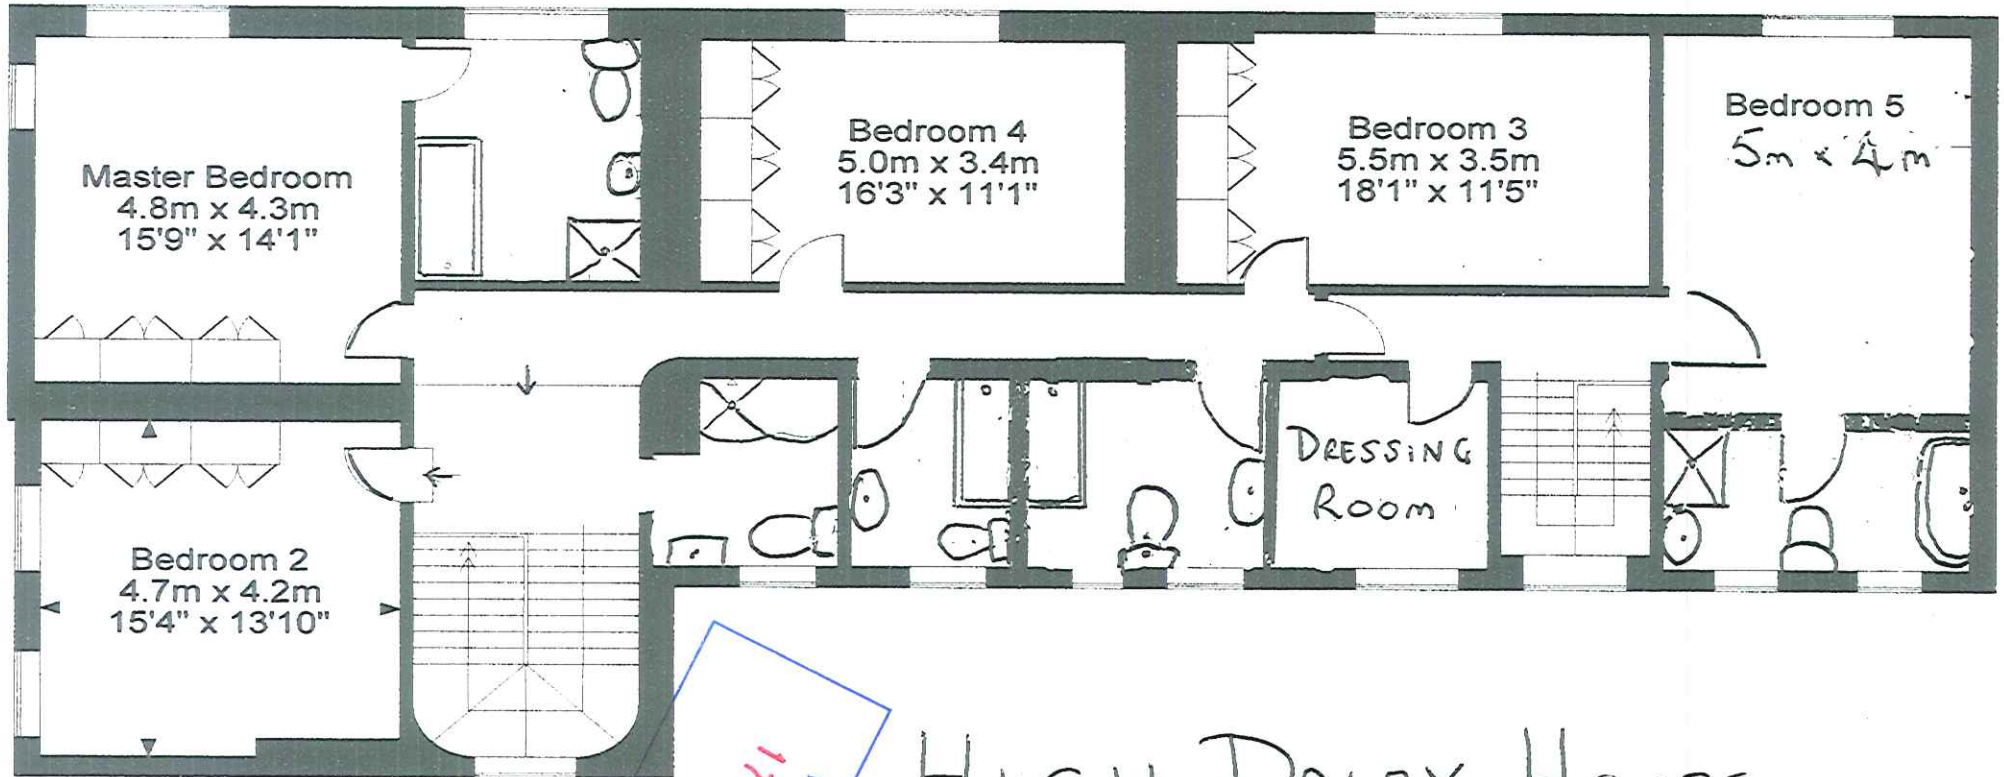 Master Bedroom
4.8m x 4.3m
15'9" x 14'1"
Bedroom 4
5.0m x 3.4m
16'3" x 11'1"
Bedroom 3
5.5m x 3.5m
18'1" x 11'5"
Bedroom 5
5m x 4m
Bedroom 2
4.7m x 4.2m
15'4" x 13'10"
DRESSING
ROOM